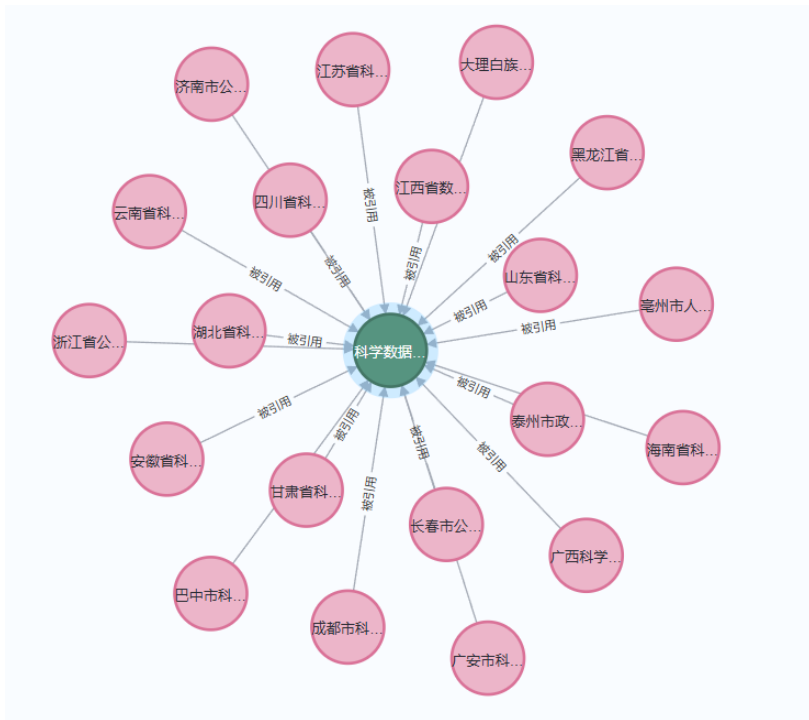 大理白族...
江苏省科...
济南市公...
黑龙江省...
江西省数...
四川省科...
云南省科...
被引用
被引用
被引用
被引用
被引用
山东省科...
被引用
亳州市人...
湖北省科...
被引用
被引用
浙江省公...
科学数据...
被引用
被引用
泰州市政...
被引用
被引用
海南省科...
安徽省科...
被引用
甘肃省科...
被引用
长春市公...
广西科学...
巴中市科...
成都市科...
广安市科...